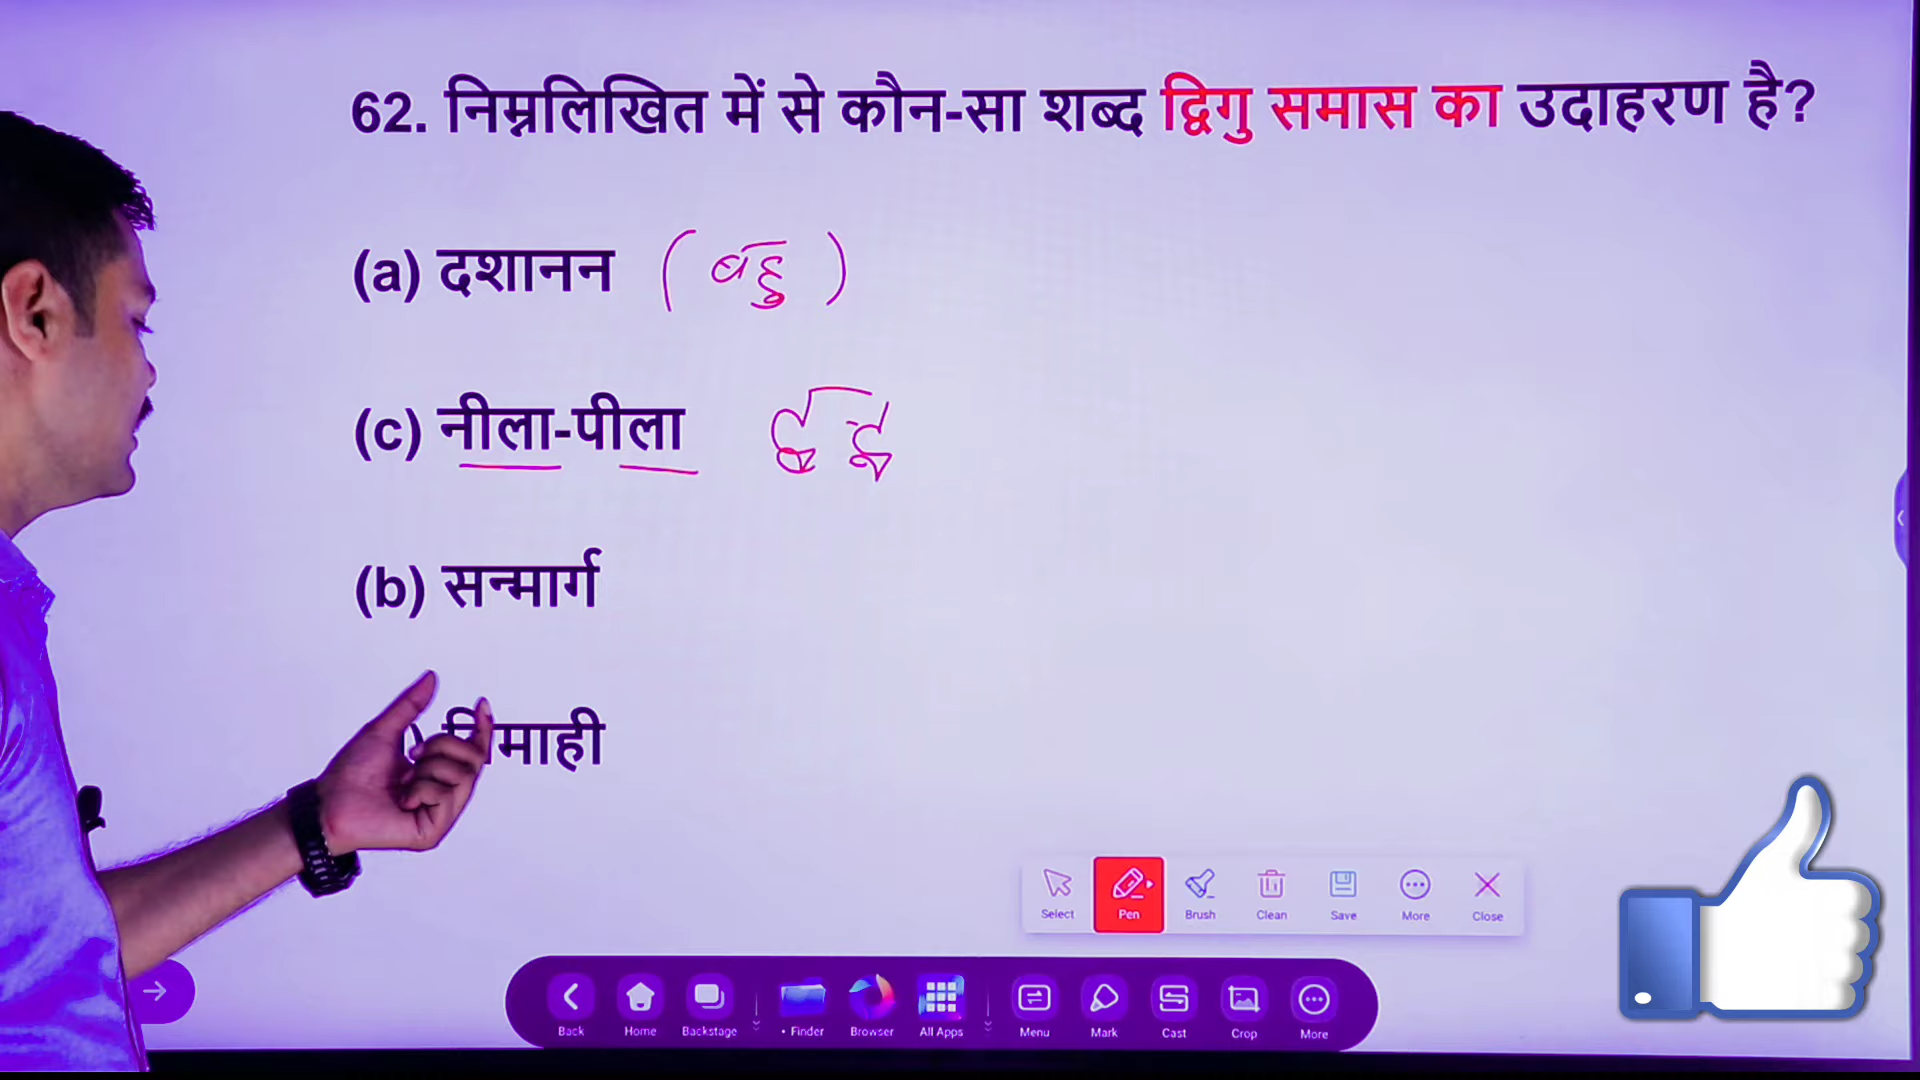 62. निम्नलिखित में से कौन-सा शब्द द्विगु समास का उदाहरण है?
(a) दशानन (बहु)
(c) नीला-पीला द्वंद्व
(b) सन्मार्ग
Select Pen Brush Clean Save More Close
Back Home Backstage Finder Browser All Apps Menu Mark Cast Crop More